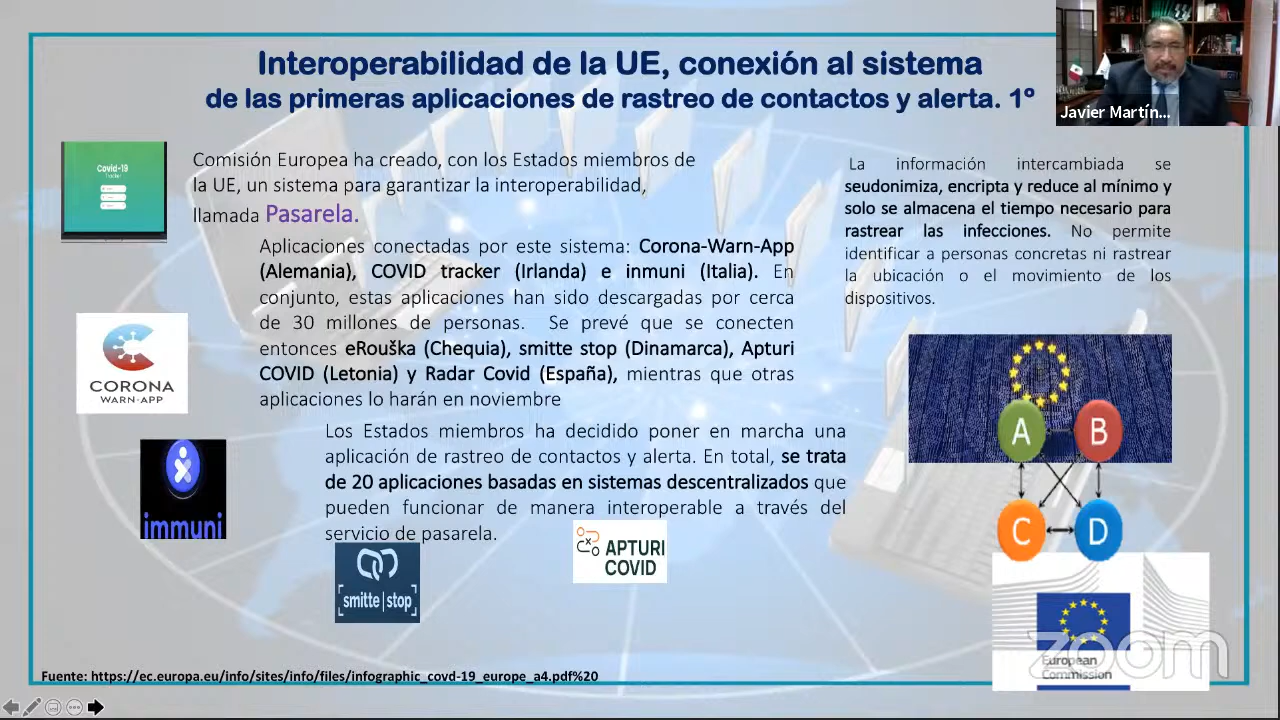 Interoperabilidad de la UE, conexión al sistema
de las primeras aplicaciones de rastreo de contactos y alerta. 1°
Javier Martín...
Covid-19
Comisión Europea ha creado, con los Estados miembros de
la UE, un sistema para garantizar la interoperabilidad,
llamada Pasarela.
Aplicaciones conectadas por este sistema: Corona-Warn-App
(Alemania), COVID tracker (Irlanda) e inmuni (Italia). En
conjunto, estas aplicaciones han sido descargadas por cerca
de 30 millones de personas. Se prevé que se conecten
entonces eRouška (Chequia), smitte stop (Dinamarca), Apturi
COVID (Letonia) y Radar Covid (España), mientras que otras
aplicaciones lo harán en noviembre
Los Estados miembros ha decidido poner en marcha una
aplicación de rastreo de contactos y alerta. En total, se trata
de 20 aplicaciones basadas en sistemas descentralizados que
pueden funcionar de manera interoperable a través del
servicio de pasarela.
La información intercambiada se
seudonimiza, encripta y reduce al mínimo y
solo se almacena el tiempo necesario para
rastrear las infecciones. No permite
identificar a personas concretas ni rastrear
la ubicación o el movimiento de los
dispositivos.
CORONA
WARN-APP
immuni
smitte|stop
APTURI
COVID
A B
C D
European
Commission
zoom
Fuente: https://ec.europa.eu/info/sites/info/files/intagraphic_covd-19_europe_a4.pdf%20